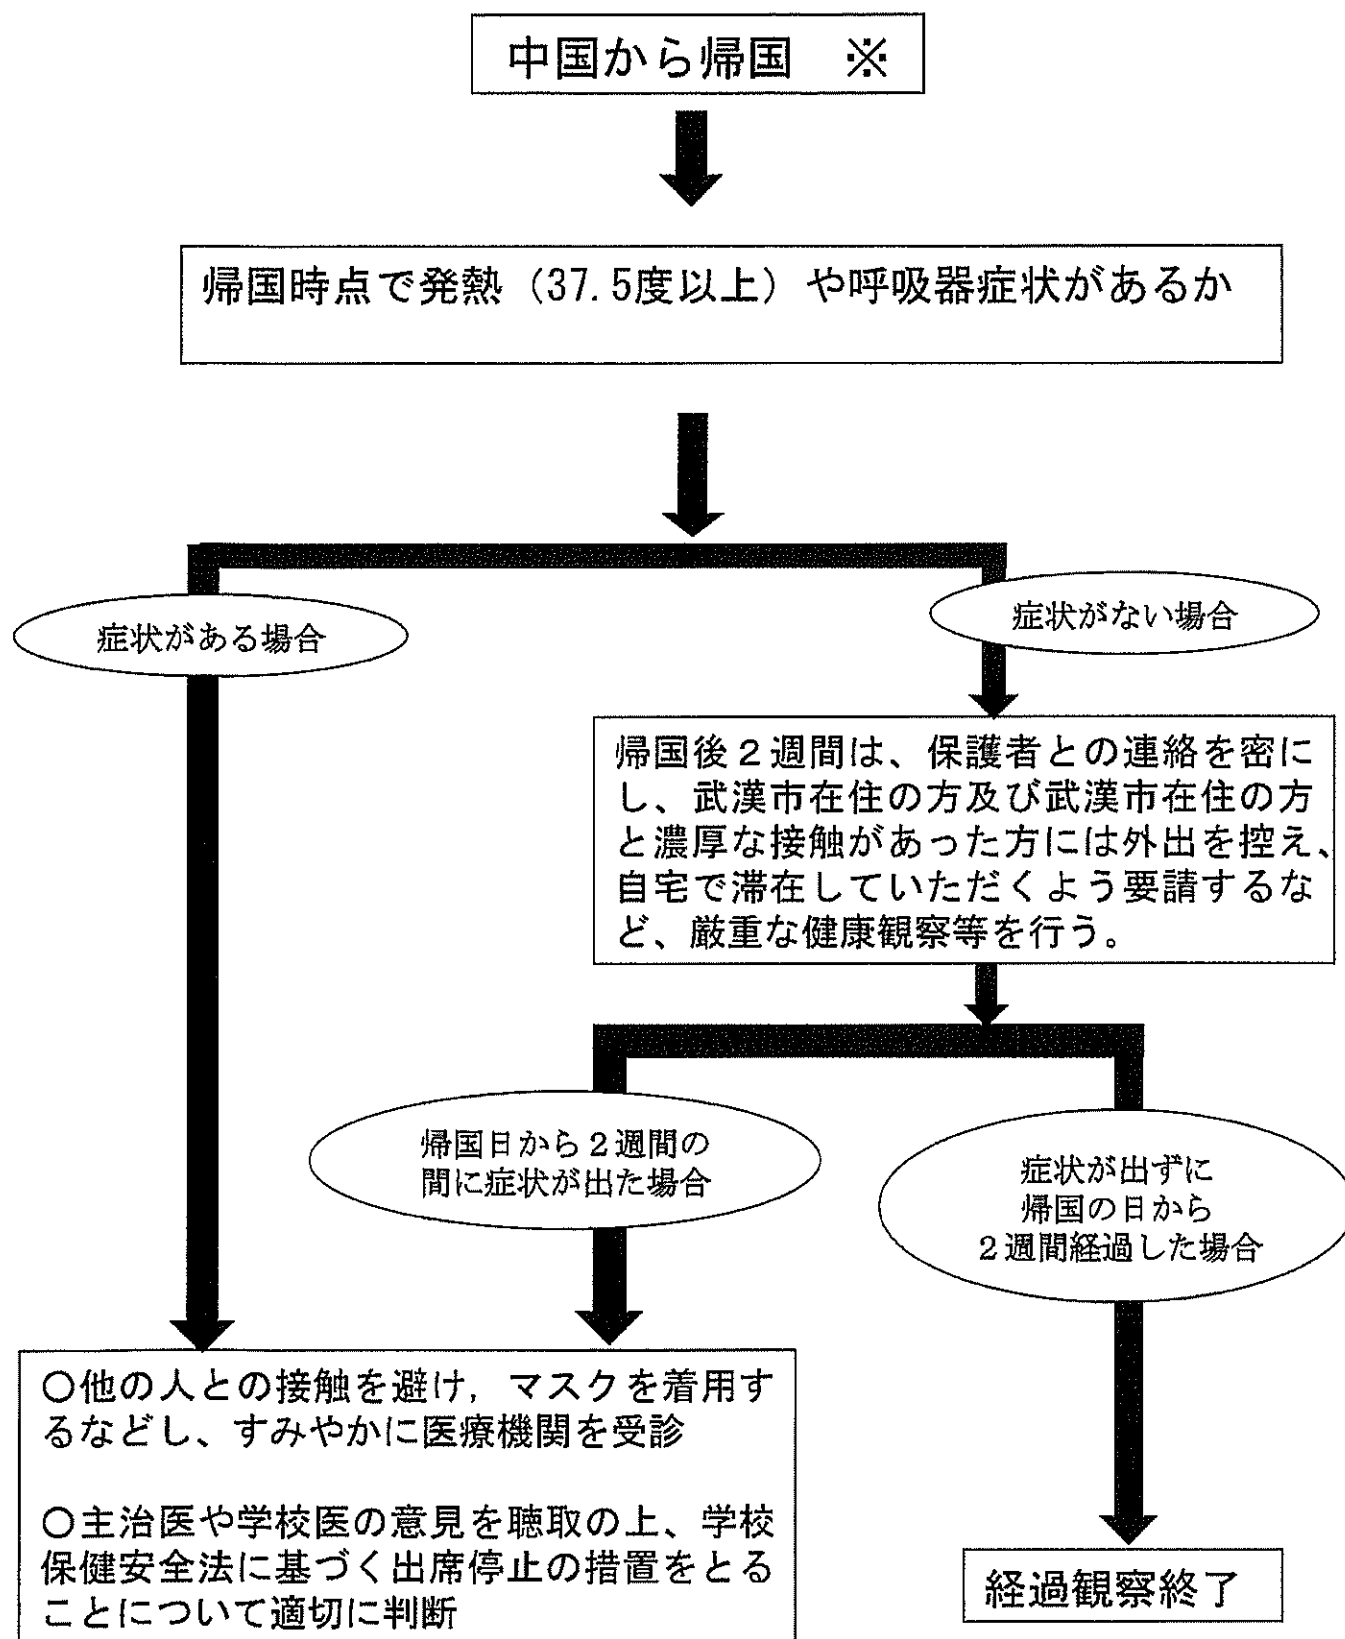 中国から帰国　※
帰国時点で発熱（37.5度以上）や呼吸器症状があるか
症状がある場合
症状がない場合
帰国後２週間は、保護者との連絡を密に
し、武漢市在住の方及び武漢市在住の方
と濃厚な接触があった方には外出を控え、
自宅で滞在していただくよう要請するな
ど、厳重な健康観察等を行う。
帰国日から２週間の
間に症状が出た場合
症状が出ずに
帰国の日から
２週間経過した場合
○他の人との接触を避け，マスクを着用す
るなどし、すみやかに医療機関を受診
○主治医や学校医の意見を聴取の上、学校
保健安全法に基づく出席停止の措置をとる
ことについて適切に判断
経過観察終了